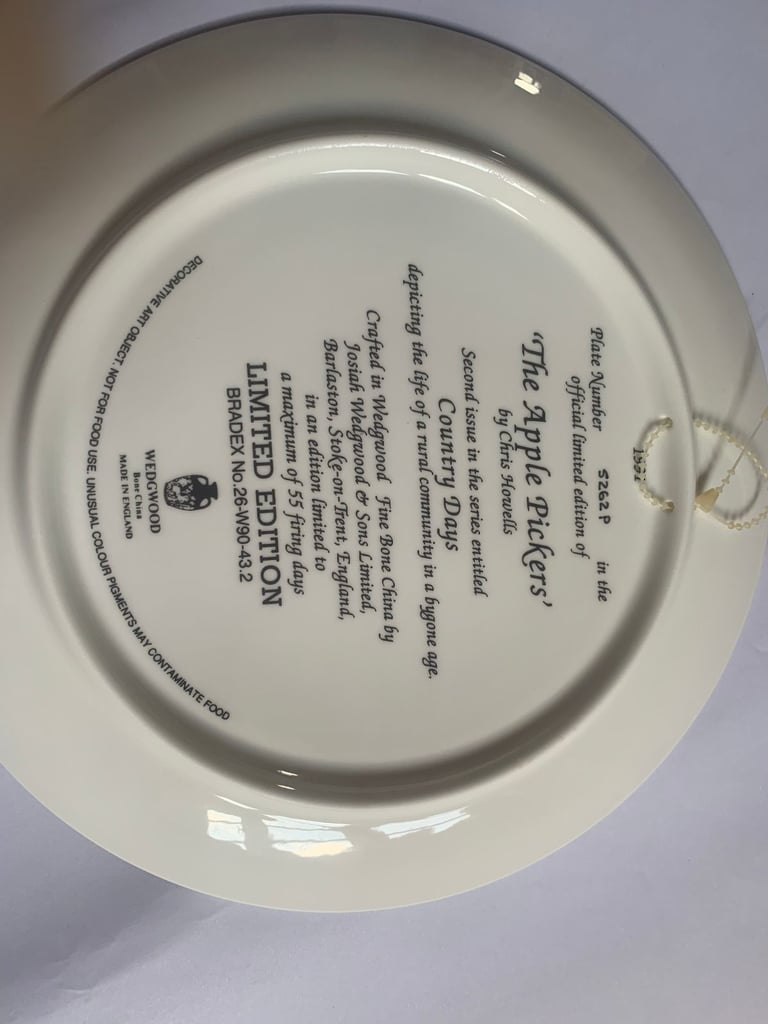 1991
Plate Number 5262P in the
official limited edition of
'The Apple Pickers'
by Chris Howells
Second issue in the series entitled
Country Days
depicting the life of a rural community in a bygone age.
Crafted in Wedgwood Fine Bone China by
Josiah Wedgwood & Sons Limited,
Barlaston, Stoke-on-Trent, England,
in an edition limited to
a maximum of 55 firing days
LIMITED EDITION
BRADEX No.26-W90-43.2
WEDGWOOD
Bone China
MADE IN ENGLAND
DECORATIVE ART OBJECT. NOT FOR FOOD USE. UNUSUAL COLOUR PIGMENTS MAY CONTAMINATE FOOD